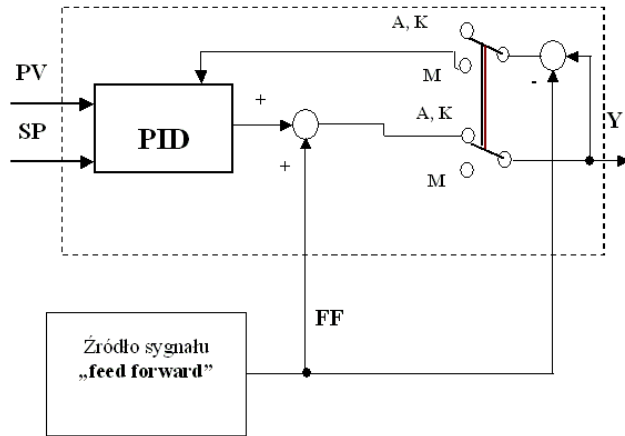 A, K
PV
M
-
+
A, K
Y
SP
PID
+
M
FF
Źródło sygnału
„feed forward”